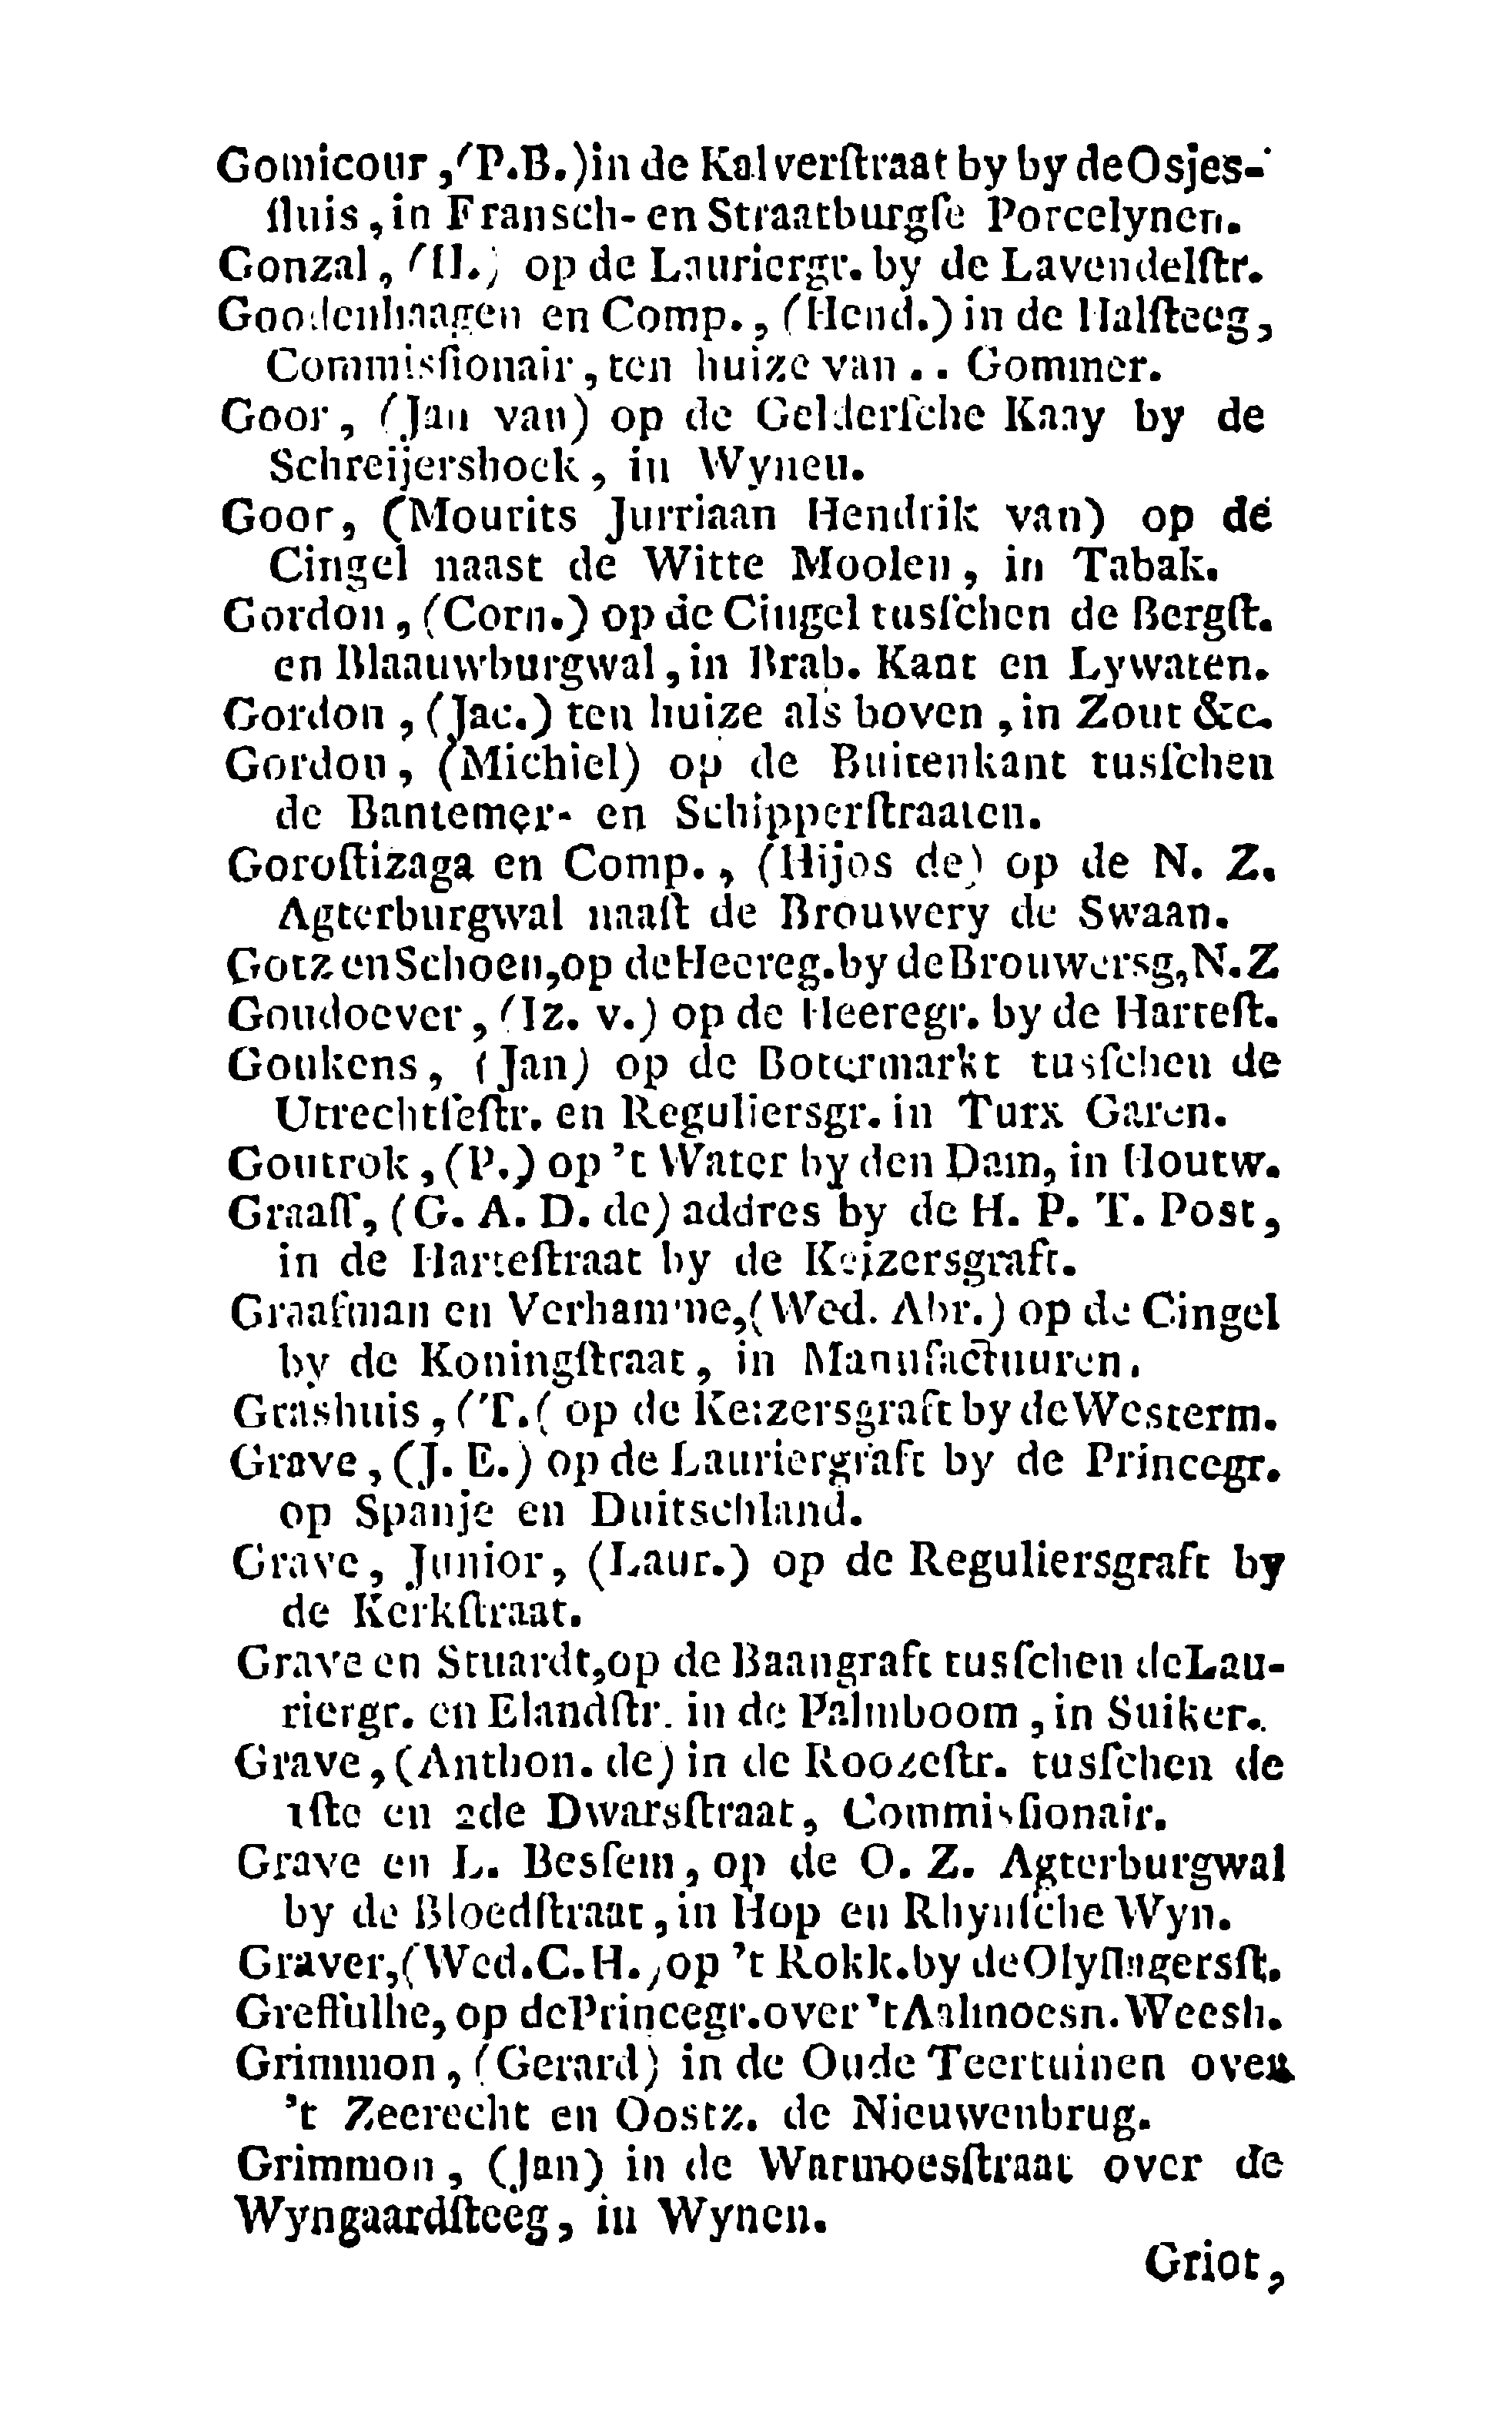 Gomicour, (P.B.) in de Kalverſtraat by by de Osjes-
ſluis, in Fransch- en Straatburgſe Porcelynen.
Gonzal, (H.) op de Lauriergr. by de Lavendelſtr.
Goodenhaagen en Comp., (Hend.) in de Halſteeg,
Commisſionair, ten huize van . . Gommer.
Goor, (Jan van) op de Gelderſche Kaay by de
Schreijershoek, in Wynen.
Goor, (Mourits Jurriaan Hendrik van) op de
Cingel naast de Witte Moolen, in Tabak.
Gordon, (Corn.) op de Cingel tusſchen de Bergſt.
en Blaauwburgwal, in Brab. Kant en Lywaten.
Gordon, (Jac.) ten huize als boven, in Zout &c.
Gordon, (Michiel) op de Buitenkant tusſchen
de Bantemer- en Schipperſtraaten.
Goroſtizaga en Comp., (Hijos de) op de N. Z.
Agterburgwal naaſt de Brouwery de Swaan.
Gotz en Schoen, op de Heereg. by de Brouwersg, N.Z
Goudoever, (Iz. v.) op de Heeregr. by de Harteſt.
Goukens, (Jan) op de Botermarkt tusſchen de
Utrechtſeſtr. en Reguliersgr. in Turx Garen.
Goutrok, (P.) op 't Water by den Dam, in Houtw.
Graaff, (G. A. D. de) addres by de H. P. T. Post,
in de Harteſtraat by de Keizersgraft.
Graafman en Verhamme, (Wed. Abr.) op de Cingel
by de Koningſtraat, in Manufactuuren.
Grashuis, (T.( op de Keizersgraft by de Westerm.
Grave, (J. E.) op de Lauriergraft by de Princegr.
op Spanje en Duitschland.
Grave, Junior, (Laur.) op de Reguliersgraft by
de Kerkſtraat.
Grave en Stuardt, op de Baangraft tusſchen de Lau-
riergr. en Elandſtr. in de Palmboom, in Suiker.
Grave, (Anthon. de) in de Roozeſtr. tusſchen de
1ſte en 2de Dwarsſtraat, Commisſionair.
Grave en L. Besſem, op de O. Z. Agterburgwal
by de Bloedſtraat, in Hop en Rhynſche Wyn.
Graver, (Wed. C. H.) op 't Rokk. by de Olyſlagersſt.
Greffulhe, op de Princegr. over 't Aalmoesn. Weesh.
Grimmon, (Gerard) in de Oude Teertuinen over
't Zeerecht en Oostz. de Nieuwenbrug.
Grimmon, (Jan) in de Warmoesſtraat over de
Wyngaardſteeg, in Wynen.
Griot,